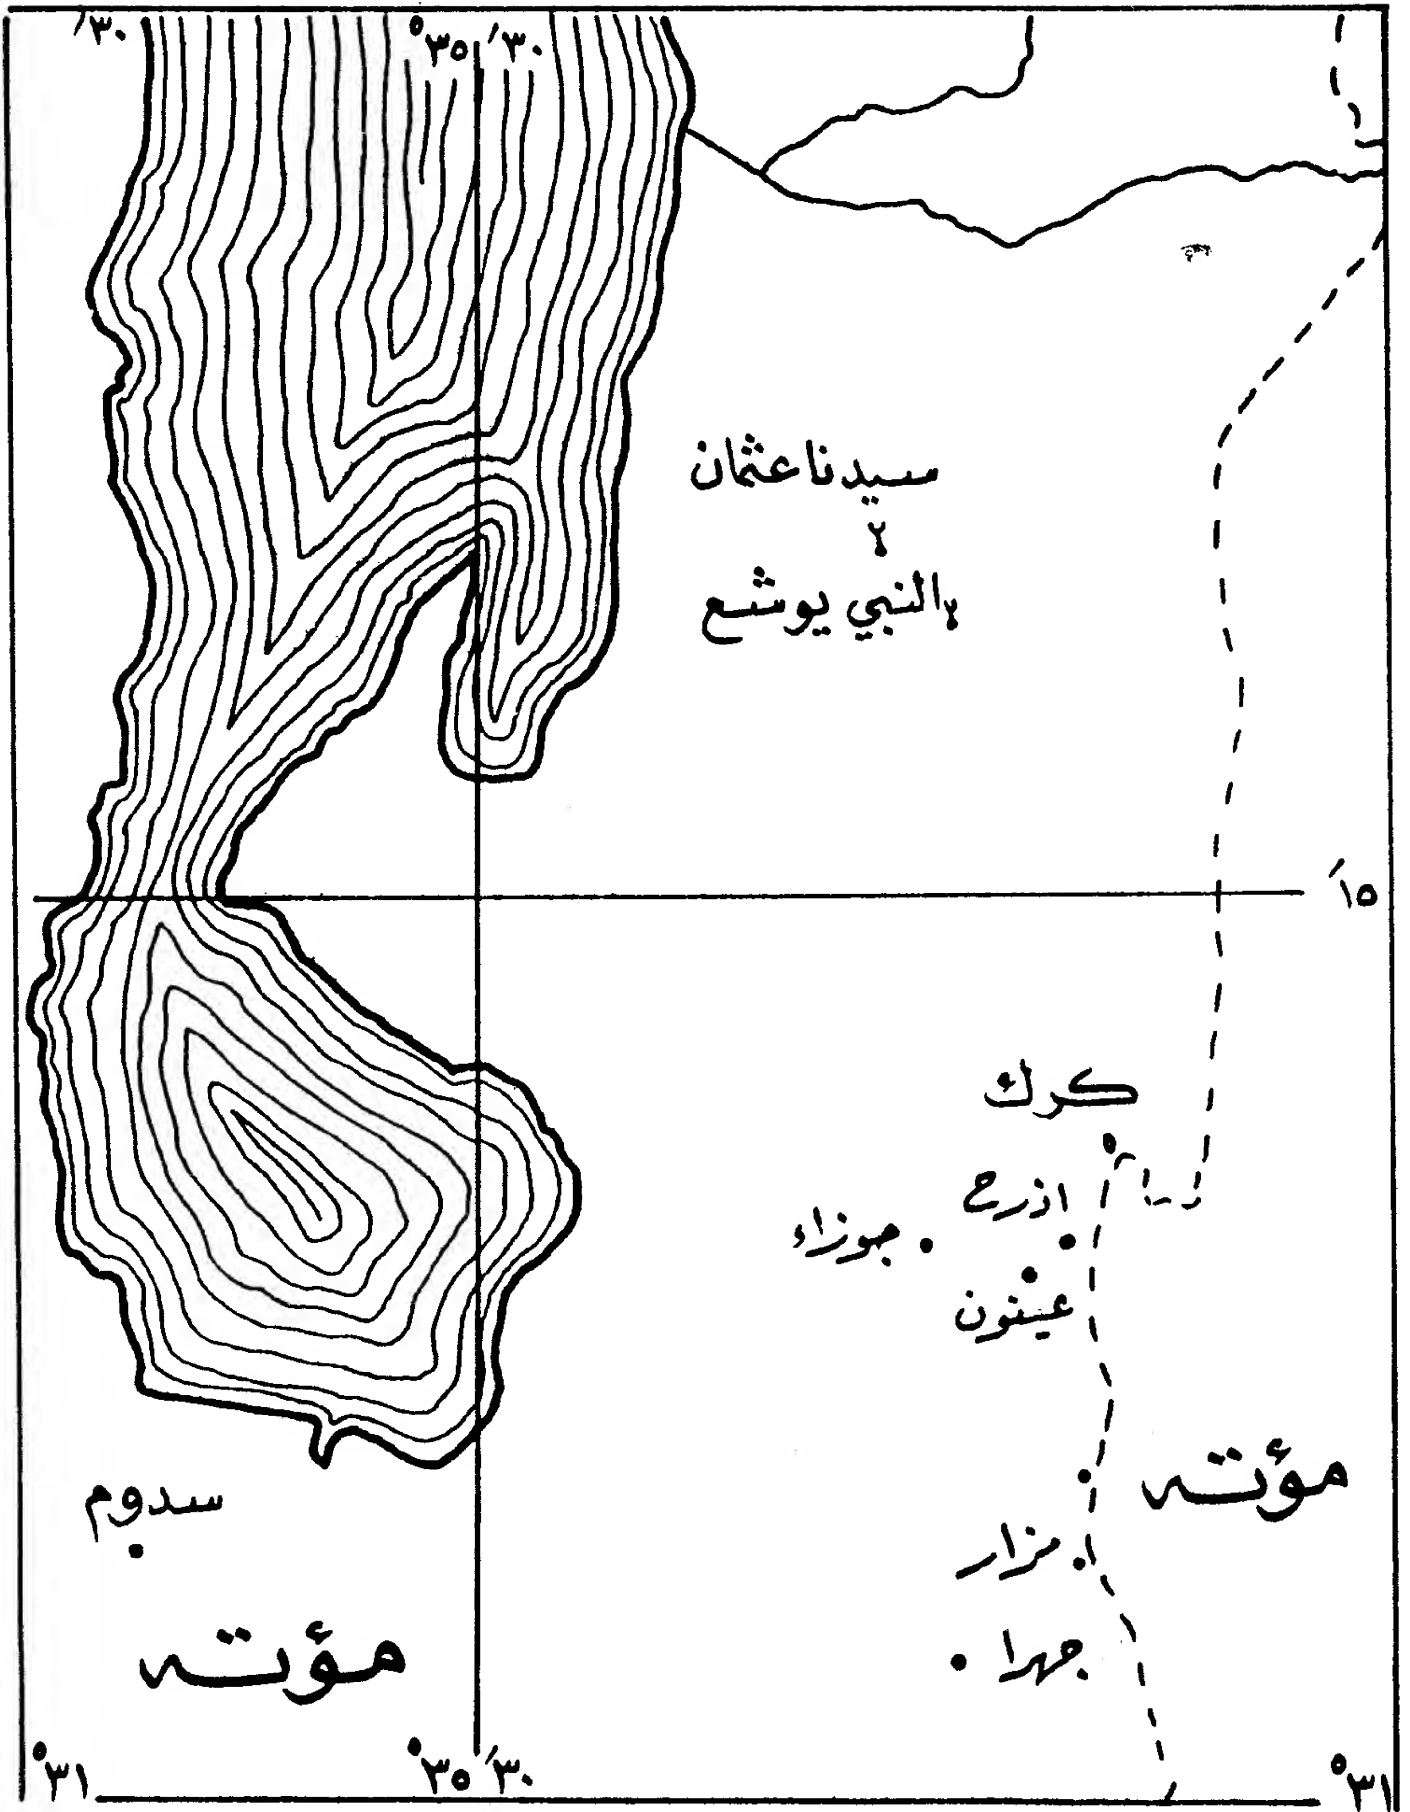 ٣٠′
٣٥° ٣٠′
سيدنا عثمان
النبي يوشع
١٥′
كرك
اذرح
جوزاء
عينون
مؤته
سدوم
مزار
مؤته
جهرا
٣١°
٣٥° ٣٠′
٣١°